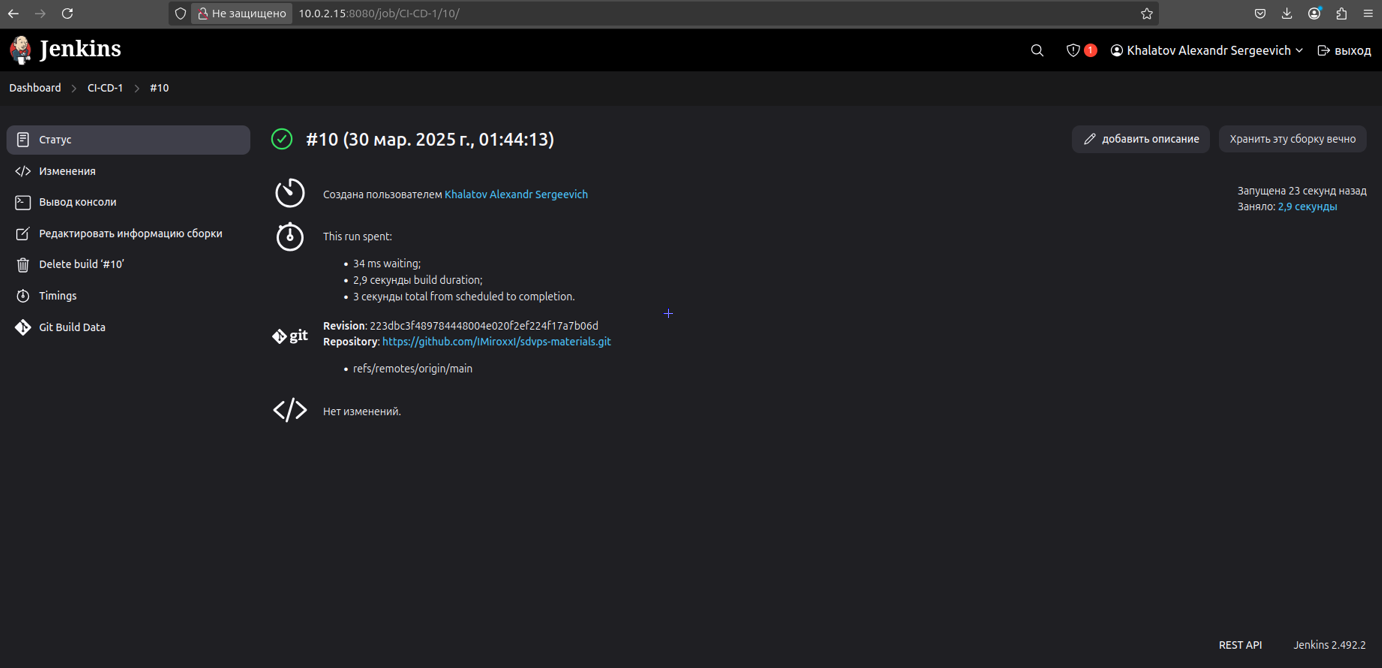 Не защищено
10.0.2.15:8080/job/CI-CD-1/10/
Jenkins
1
Khalatov Alexandr Sergeevich
выход
Dashboard
CI-CD-1
#10
Статус
Изменения
Вывод консоли
Редактировать информацию сборки
Delete build ‘#10’
Timings
Git Build Data
#10 (30 мар. 2025 г., 01:44:13)
добавить описание
Хранить эту сборку вечно
Создана пользователем Khalatov Alexandr Sergeevich
Запущена 23 секунд назад
Заняло: 2,9 секунды
This run spent:
34 ms waiting;
2,9 секунды build duration;
3 секунды total from scheduled to completion.
git
Revision: 223dbc3f489784448004e020f2ef224f17a7b06d
Repository: https://github.com/IMiroxxI/sdvps-materials.git
refs/remotes/origin/main
Нет изменений.
REST API
Jenkins 2.492.2